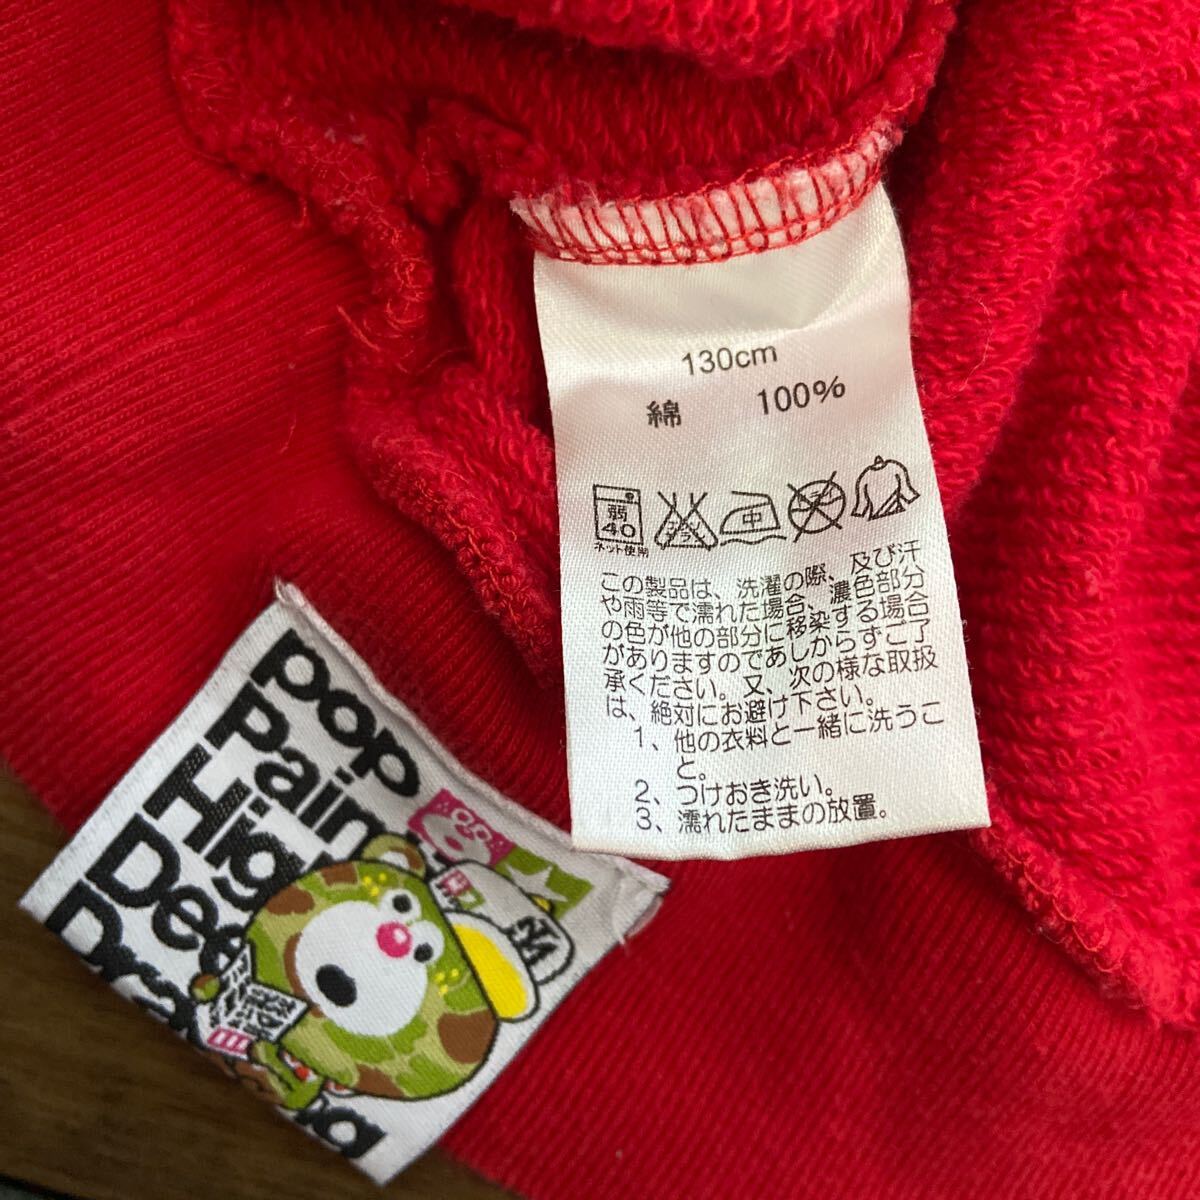 130cm
綿 100%
弱
40
ネット使用
中
この製品は、洗濯の際、及び汗
や雨等で濡れた場合、濃色部分
の色が他の部分に移染する場合
がありますのであしからずご了
承ください。又、次の様な取扱
は、絶対にお避け下さい。
1、他の衣料と一緒に洗うこ
と。
2、つけおき洗い。
3、濡れたままの放置。
pop